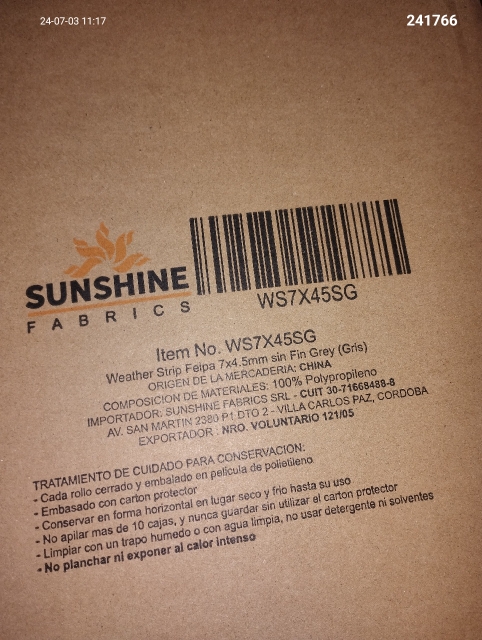 24-07-03 11:17
241766
SUNSHINE
FABRICS
WS7X45SG
Item No. WS7X45SG
Weather Strip Felpa 7x4.5mm sin Fin Grey (Gris)
ORIGEN DE LA MERCADERIA: CHINA
COMPOSICION DE MATERIALES: 100% Polypropileno
IMPORTADOR: SUNSHINE FABRICS SRL - CUIT 30-71668488-8
AV. SAN MARTIN 2380 P1 DTO 2 - VILLA CARLOS PAZ, CORDOBA
EXPORTADOR : NRO. VOLUNTARIO 121/05
TRATAMIENTO DE CUIDADO PARA CONSERVACION:
- Cada rollo cerrado y embalado en pelicula de polietileno
- Embasado con carton protector
- Conservar en forma horizontal en lugar seco y frio hasta su uso
- No apilar mas de 10 cajas, y nunca guardar sin utilizar el carton protector
- Limpiar con un trapo humedo o con agua limpia, no usar detergente ni solventes
- No planchar ni exponer al calor intenso